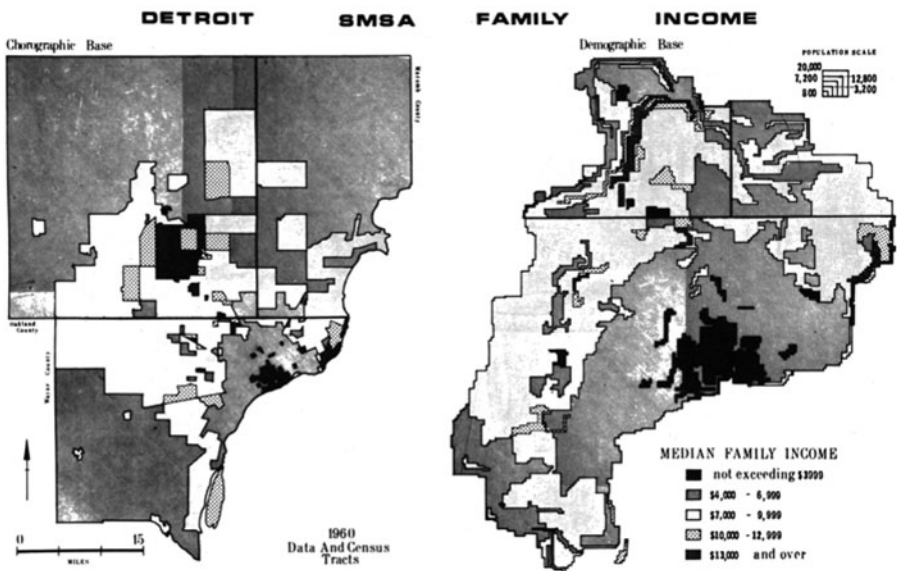 DETROIT SMSA FAMILY INCOME
Chorographic Base
Demographic Base
POPULATION SCALE
20,000
7,200
800
12,800
3,200
Macomb County
Oakland County
Wayne County
0 15
MILES
1960
Data And Census
Tracts
MEDIAN FAMILY INCOME
not exceeding $3999
$4,000 - 6,999
$7,000 - 9,999
$10,000 - 12,999
$13,000 and over